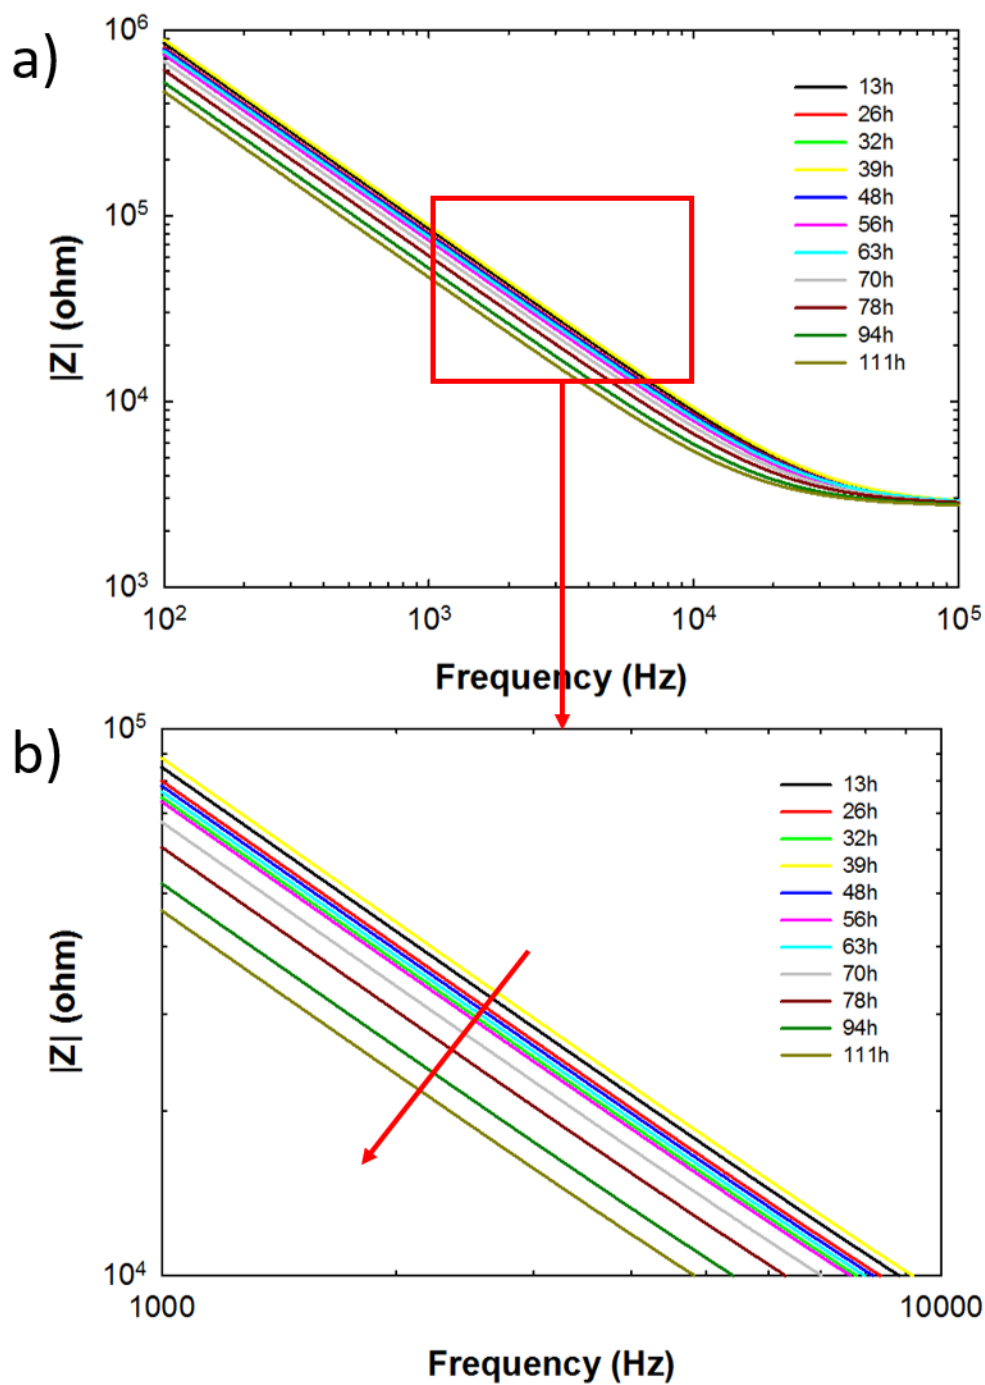 a)
10⁶
10⁵
10⁴
10³
|Z| (ohm)
13h
26h
32h
39h
48h
56h
63h
70h
78h
94h
111h
10² 10³ 10⁴ 10⁵
Frequency (Hz)
b)
10⁵
10⁴
|Z| (ohm)
13h
26h
32h
39h
48h
56h
63h
70h
78h
94h
111h
1000 10000
Frequency (Hz)